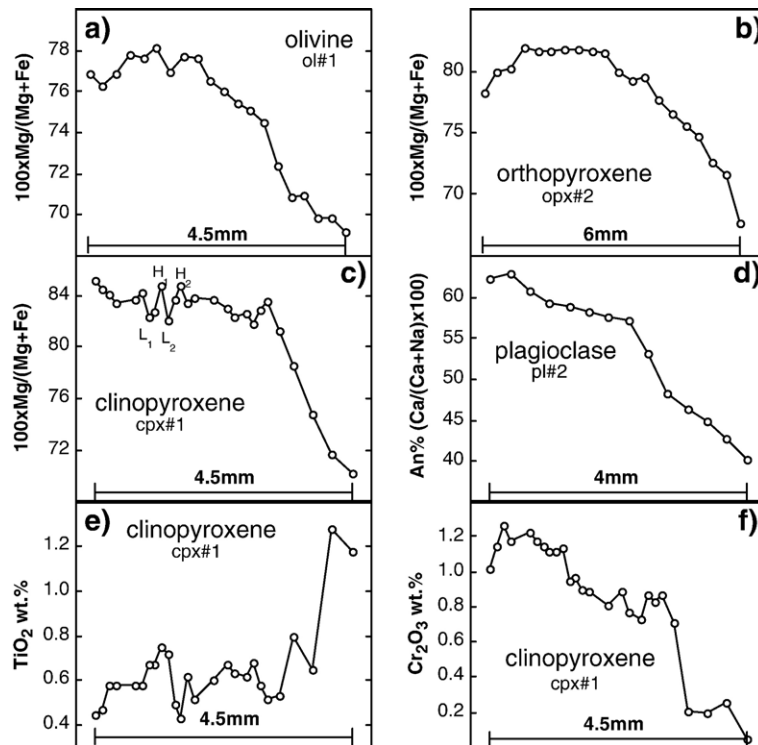 a)
olivine
ol#1
100xMg/(Mg+Fe)
78
76
74
72
70
4.5mm
b)
orthopyroxene
opx#2
100xMg/(Mg+Fe)
80
75
70
6mm
c)
H1 H2
L1 L2
clinopyroxene
cpx#1
100xMg/(Mg+Fe)
84
80
76
72
4.5mm
d)
plagioclase
pl#2
An% (Ca/(Ca+Na)x100)
60
55
50
45
40
4mm
e)
clinopyroxene
cpx#1
TiO2 wt.%
1.2
1.0
0.8
0.6
0.4
4.5mm
f)
clinopyroxene
cpx#1
Cr2O3 wt.%
1.2
1.0
0.8
0.6
0.4
0.2
4.5mm